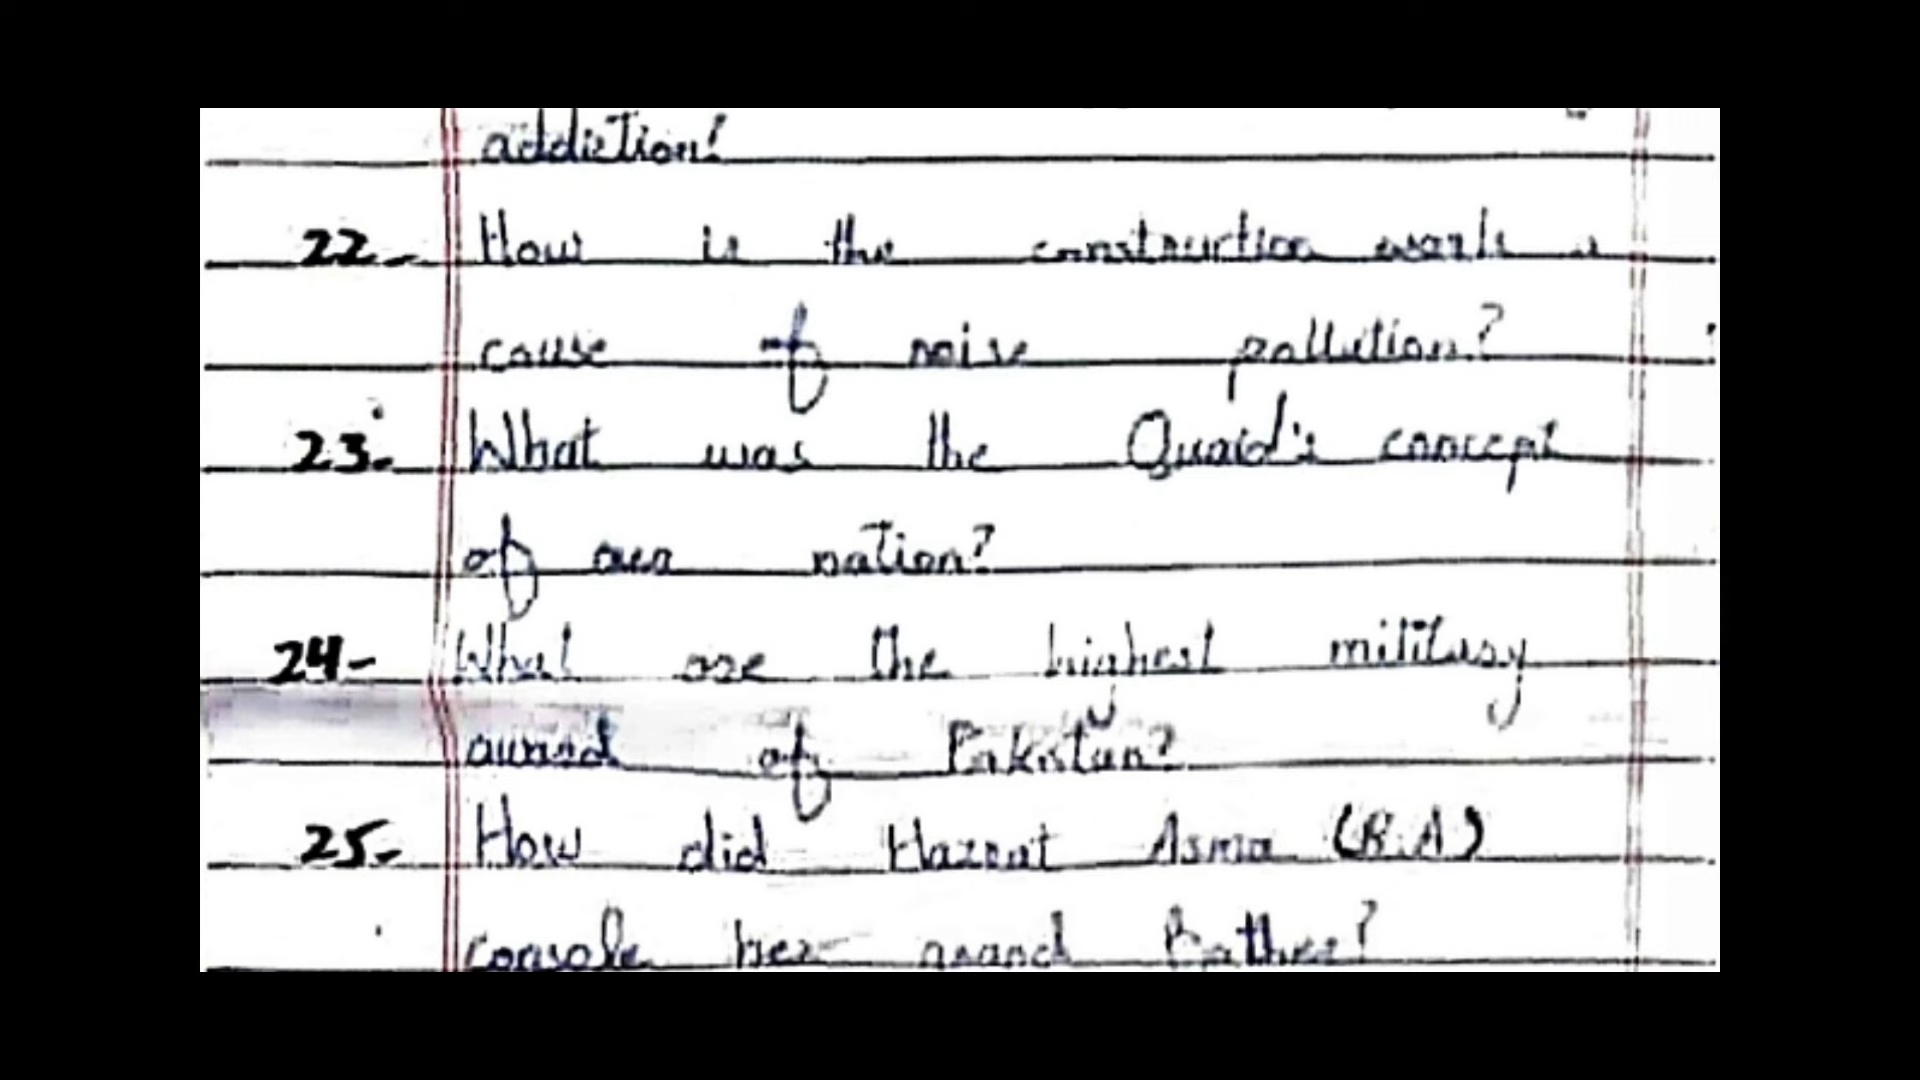 addiction?
22- How is the construction work a
cause of noise pollution?
23- What was the Quaid's concept
of our nation?
24- What are the highest military
award of Pakistan?
25- How did Hazrat Asma (R.A)
console her grand Father?